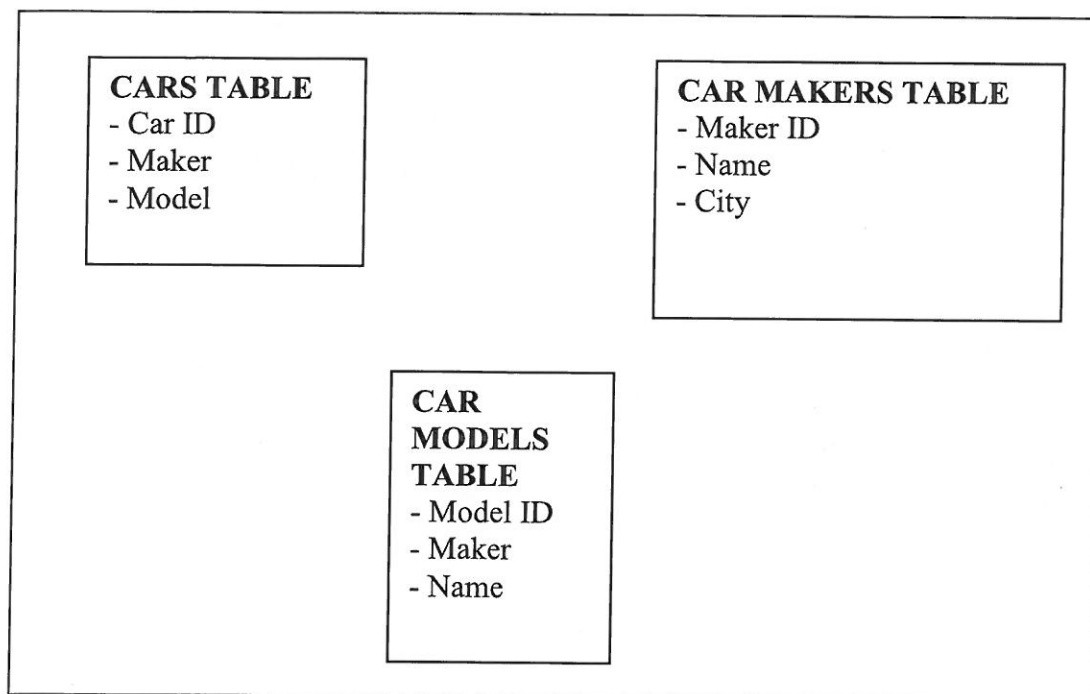 CARS TABLE
- Car ID
- Maker
- Model
CAR MAKERS TABLE
- Maker ID
- Name
- City
CAR
MODELS
TABLE
- Model ID
- Maker
- Name